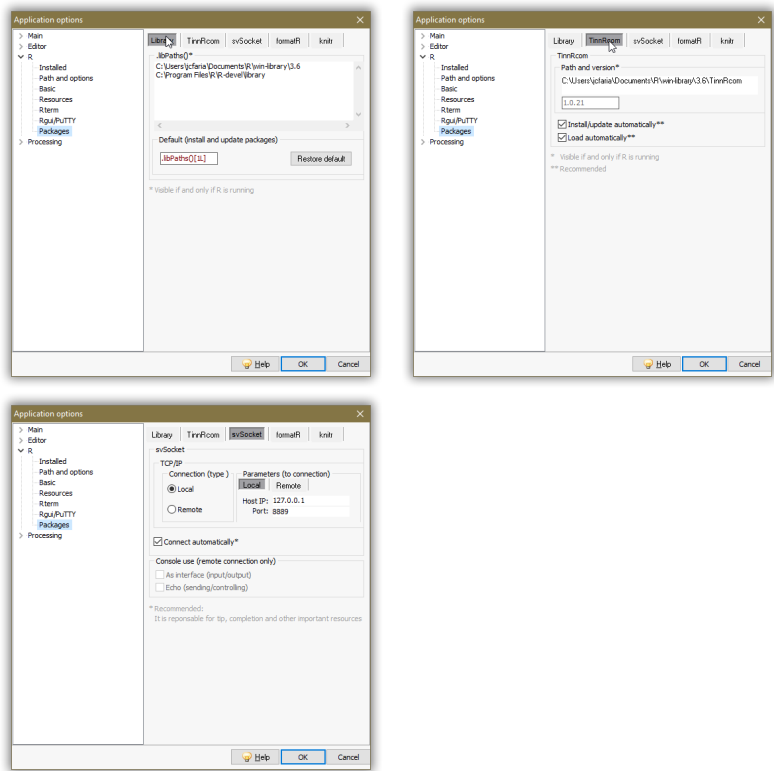 Application options
Main
Editor
R
Installed
Path and options
Basic
Resources
Rterm
Rgui/PuTTY
Packages
Processing
Library TinnRcom svSocket formatR knitr
.libPaths()*
C:\Users\jcfaria\Documents\R\win-library\3.6
C:\Program Files\R\R-devel\library
Default (install and update packages)
.libPaths()[1L] Restore default
* Visible if and only if R is running
Help OK Cancel
Application options
Main
Editor
R
Installed
Path and options
Basic
Resources
Rterm
Rgui/PuTTY
Packages
Processing
Library TinnRcom svSocket formatR knitr
TinnRcom
Path and version*
C:\Users\jcfaria\Documents\R\win-library\3.6\TinnRcom
1.0.21
Install/update automatically**
Load automatically**
* Visible if and only if R is running
** Recommended
Help OK Cancel
Application options
Main
Editor
R
Installed
Path and options
Basic
Resources
Rterm
Rgui/PuTTY
Packages
Processing
Library TinnRcom svSocket formatR knitr
svSocket
TCP/IP
Connection (type ) Parameters (to connection)
Local Local Remote
Host IP: 127.0.0.1
Remote Port: 8889
Connect automatically*
Console use (remote connection only)
As interface (input/output)
Echo (sending/controlling)
* Recommended:
It is reponsable for tip, completion and other important resources
Help OK Cancel